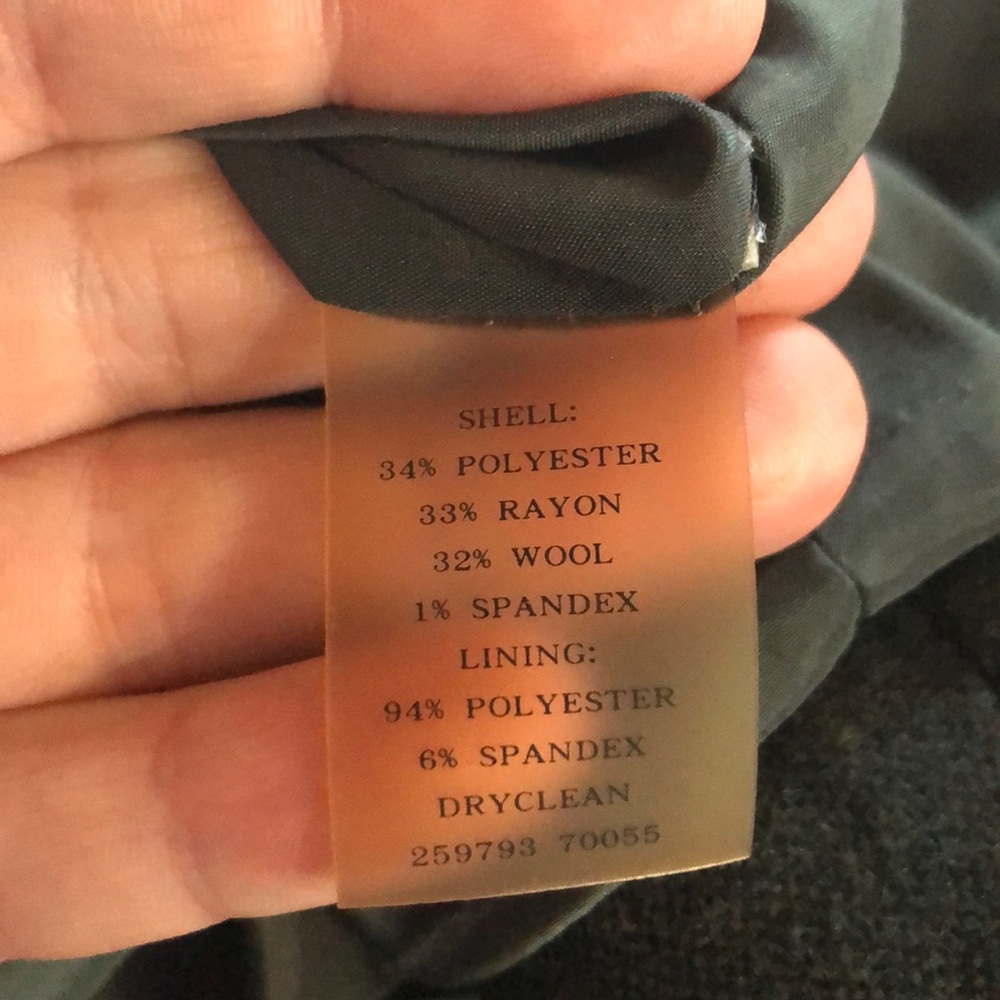 SHELL:
34% POLYESTER
33% RAYON
32% WOOL
1% SPANDEX
LINING:
94% POLYESTER
6% SPANDEX
DRYCLEAN
259793 70055